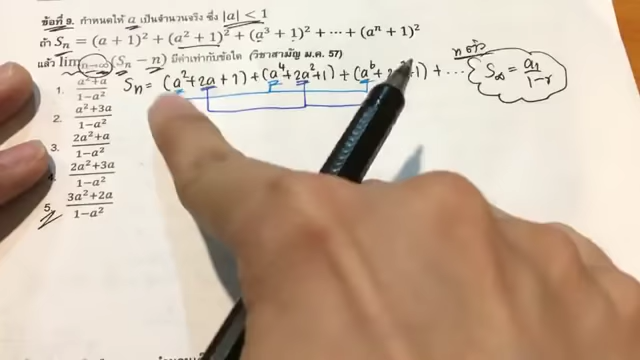 ข้อที่ 9. กำหนดให้ a เป็นจำนวนจริง ซึ่ง |a| < 1
ถ้า Sₙ = (a + 1)² + (a² + 1)² + (a³ + 1)² + ⋯ + (aⁿ + 1)²
แล้ว lim n→∞ (Sₙ − n) มีค่าเท่ากับข้อใด (วิชาสามัญ ม.ค. 57)
n ตัว
Sₙ = (a² + 2a + 1) + (a⁴ + 2a² + 1) + (a⁶ + 2 + 1) + ...
S∞ = a₁/1-r
1. a²+a/1−a²
2. a²+3a/1−a²
3. 2a²+a/1−a²
4. 2a²+3a/1−a²
5. 3a²+2a/1−a²